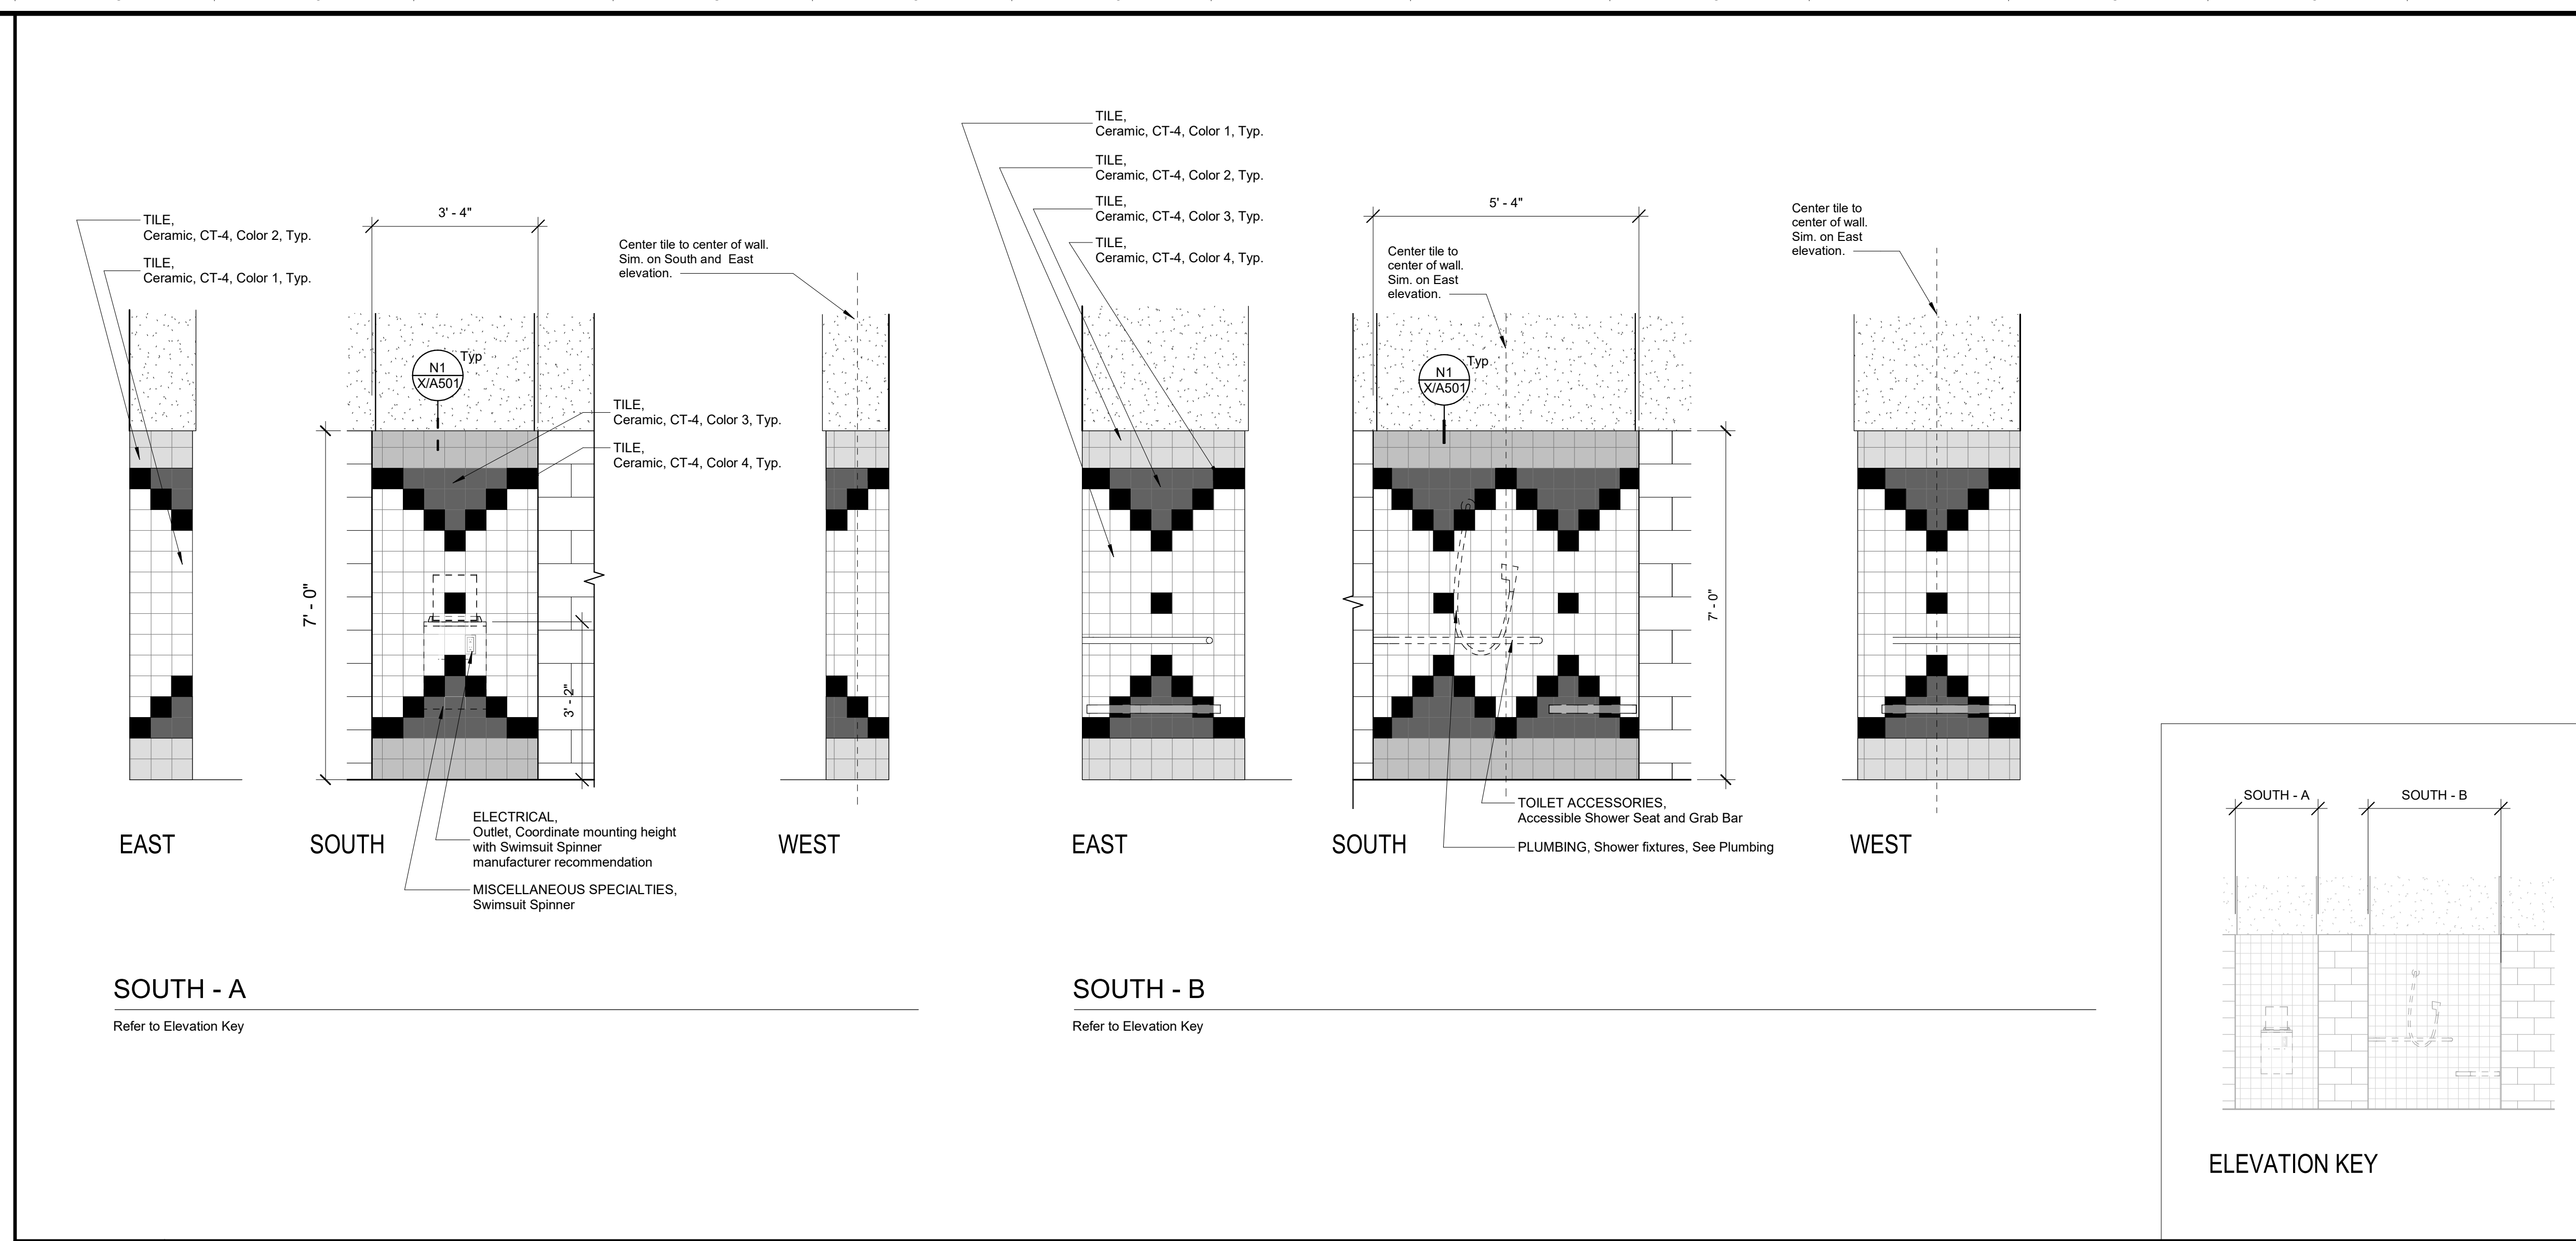 TILE,
Ceramic, CT-4, Color 2, Typ.
TILE,
Ceramic, CT-4, Color 1, Typ.
3' - 4"
Center tile to center of wall.
Sim. on South and  East
elevation.
N1
X/A501
Typ
TILE,
Ceramic, CT-4, Color 3, Typ.
TILE,
Ceramic, CT-4, Color 4, Typ.
7' - 0"
3' - 2"
ELECTRICAL,
Outlet, Coordinate mounting height
with Swimsuit Spinner
manufacturer recommendation
MISCELLANEOUS SPECIALTIES,
Swimsuit Spinner
EAST
SOUTH
WEST
SOUTH - A
Refer to Elevation Key
TILE,
Ceramic, CT-4, Color 1, Typ.
TILE,
Ceramic, CT-4, Color 2, Typ.
TILE,
Ceramic, CT-4, Color 3, Typ.
TILE,
Ceramic, CT-4, Color 4, Typ.
5' - 4"
Center tile to
center of wall.
Sim. on East
elevation.
N1
X/A501
Typ
Center tile to
center of wall.
Sim. on East
elevation.
7' - 0"
TOILET ACCESSORIES,
Accessible Shower Seat and Grab Bar
PLUMBING, Shower fixtures, See Plumbing
EAST
SOUTH
WEST
SOUTH - B
Refer to Elevation Key
SOUTH - A
SOUTH - B
ELEVATION KEY